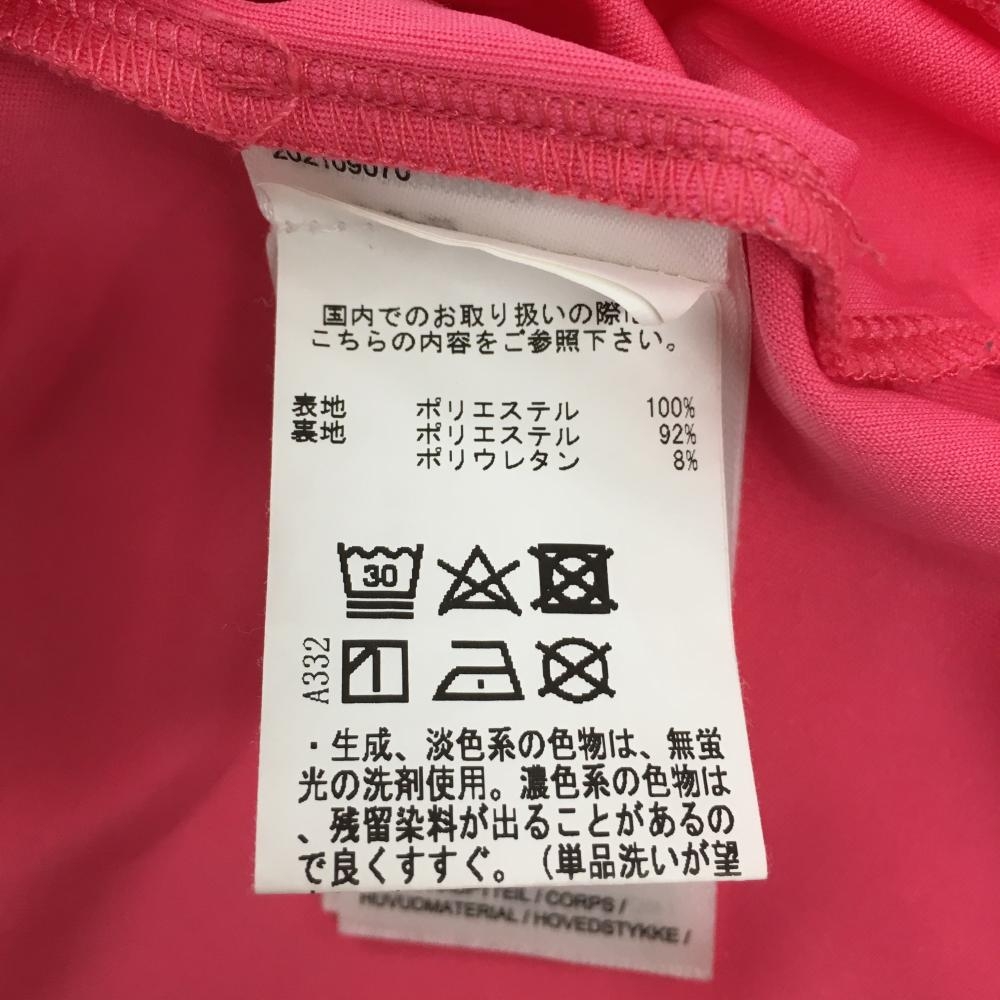 国内でのお取り扱いの際
こちらの内容をご参照下さい。
表地 ポリエステル 100%
裏地 ポリエステル 92%
ポリウレタン 8%
30
A332
・生成、淡色系の色物は、無蛍
光の洗剤使用。濃色系の色物は
、残留染料が出ることがあるの
で良くすすぐ。（単品洗いが望
/ CORPS /
HUVUDMATERIAL / HOVEDSTYKKE /